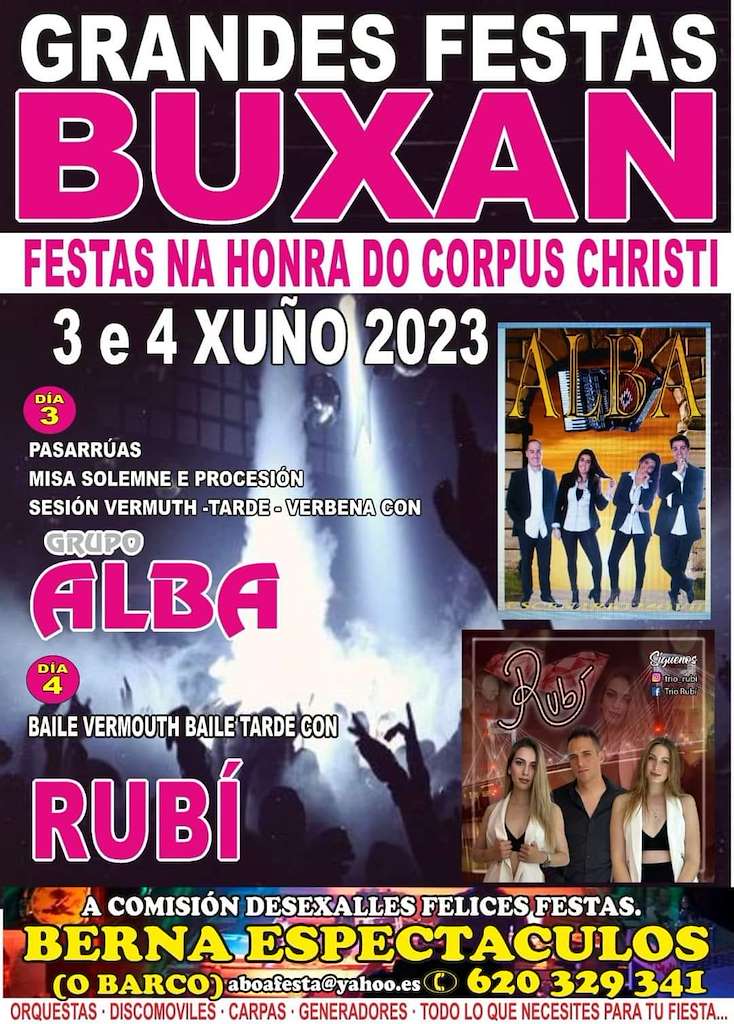 GRANDES FESTAS
BUXAN
FESTAS NA HONRA DO CORPUS CHRISTI
3 e 4 XUÑO 2023
DÍA
3
PASARRÚAS
MISA SOLEMNE E PROCESIÓN
SESIÓN VERMUTH -TARDE - VERBENA CON
GRUPO
ALBA
ALBA
DÍA
4
BAILE VERMOUTH BAILE TARDE CON
RUBÍ
Rubí
Síguenos
trio_rubi
Trio Rubí
A COMISIÓN DESEXALLES FELICES FESTAS.
BERNA ESPECTACULOS
(O BARCO) aboafesta@yahoo.es 620 329 341
ORQUESTAS · DISCOMOVILES · CARPAS · GENERADORES · TODO LO QUE NECESITES PARA TU FIESTA...